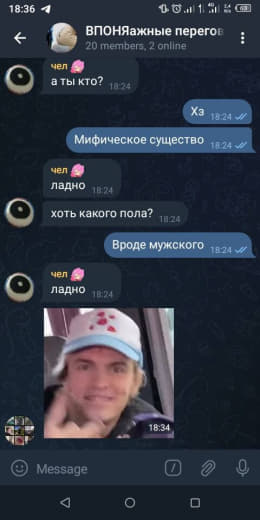 18:36
ВПОНЯажные перегов
20 members, 2 online
чел
а ты кто? 18:24
Хз 18:24
Мифическое существо 18:24
чел
ладно 18:24
хоть какого пола? 18:24
Вроде мужского 18:24
чел
ладно 18:24
18:34
Message